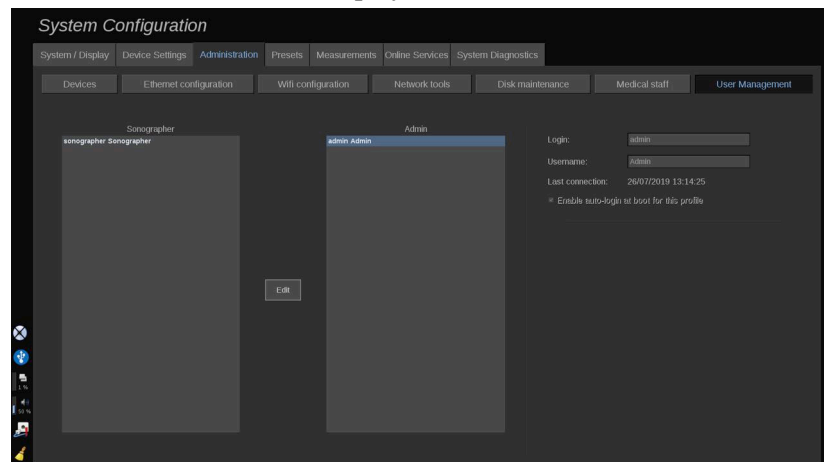 System Configuration
System / Display Device Settings Administration Presets Measurements Online Services System Diagnostics
Devices Ethernet configuration Wifi configuration Network tools Disk maintenance Medical staff User Management
Sonographer Admin
sonographer Sonographer admin Admin
Login: admin
Username: Admin
Last connection: 26/07/2019 13:14:25
Enable auto-login at boot for this profile
Edit
1 %
50 %